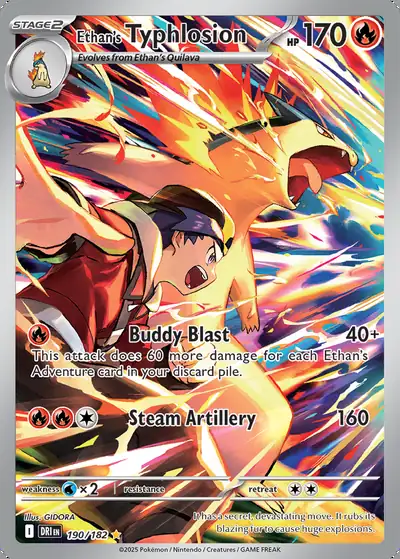 STAGE2
Ethan's Typhlosion
HP 170
Evolves from Ethan's Quilava
Buddy Blast 40+
This attack does 60 more damage for each Ethan's
Adventure card in your discard pile.
Steam Artillery 160
weakness ×2 resistance retreat
Illus. GIDORA
I DRI EN 190/182
It has a secret, devastating move. It rubs its
blazing fur to cause huge explosions.
©2025 Pokémon / Nintendo / Creatures / GAME FREAK